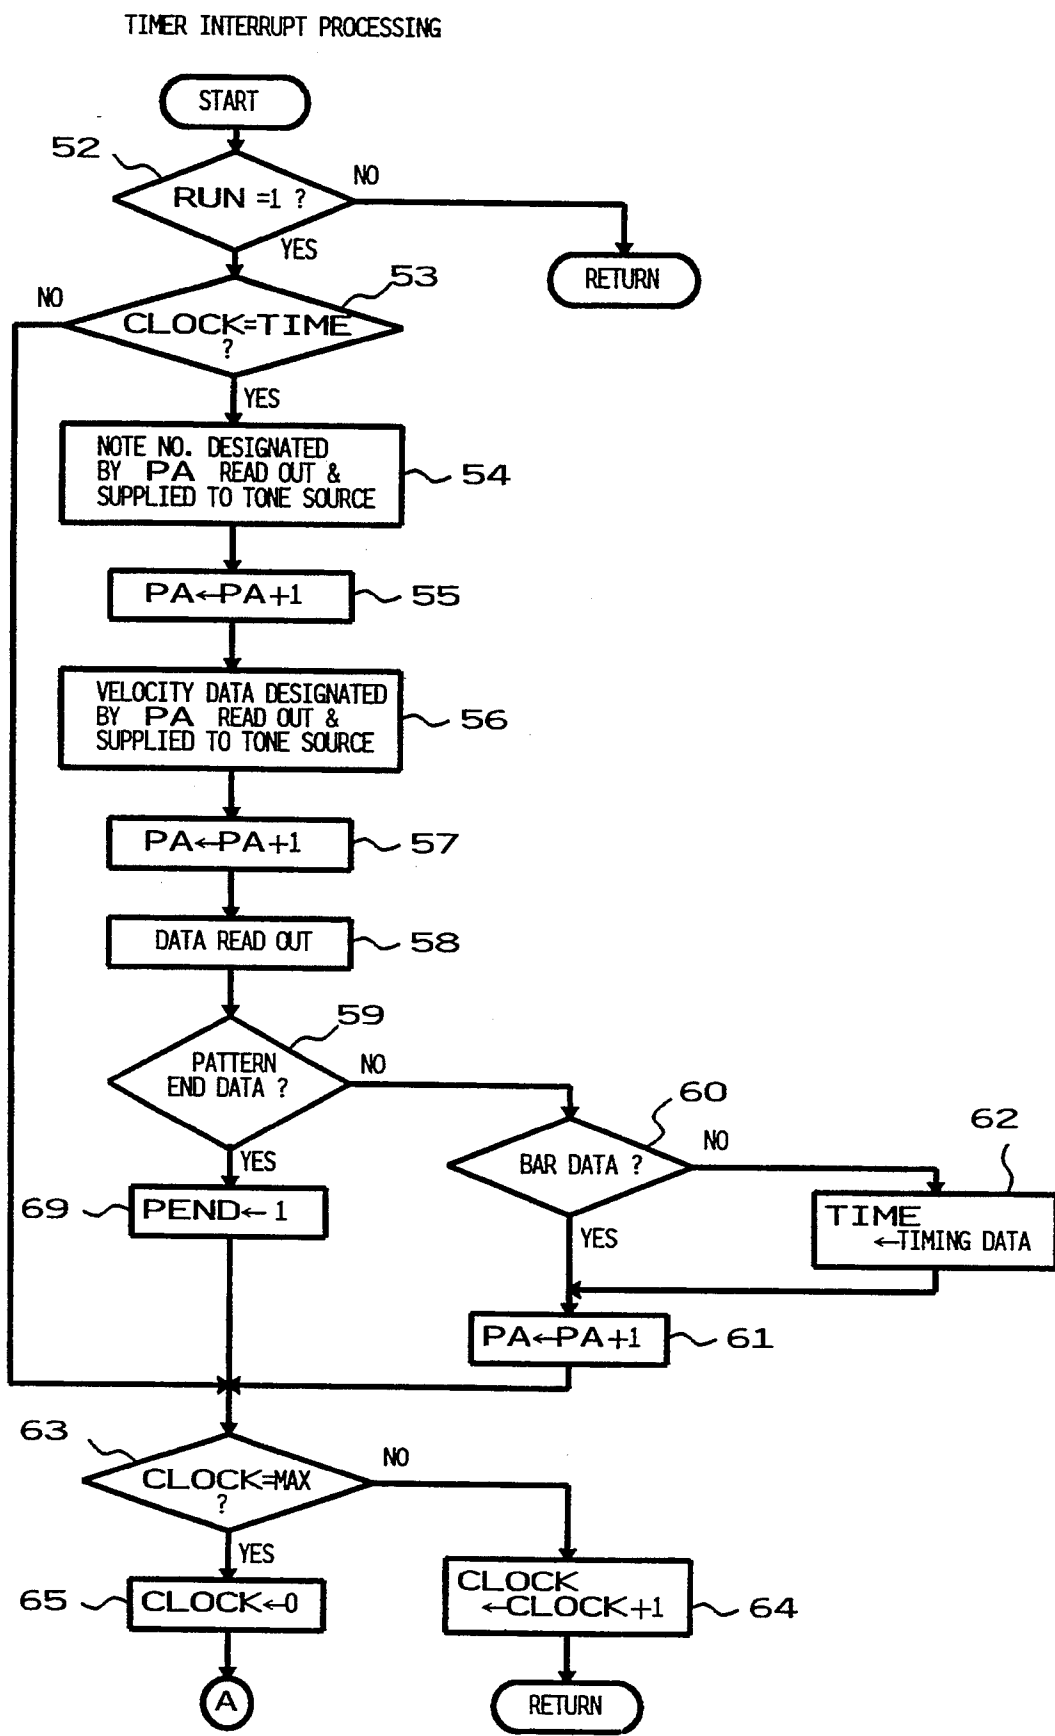 TIMER INTERRUPT PROCESSING
START
52
RUN =1 ?
NO
YES
RETURN
53
NO
CLOCK=TIME
?
YES
NOTE NO. DESIGNATED
BY PA READ OUT &
SUPPLIED TO TONE SOURCE
54
PA←PA+1
55
VELOCITY DATA DESIGNATED
BY PA READ OUT &
SUPPLIED TO TONE SOURCE
56
PA←PA+1
57
DATA READ OUT
58
59
PATTERN
END DATA ?
NO
YES
60
BAR DATA ?
NO
YES
62
TIME
←TIMING DATA
69
PEND←1
PA←PA+1
61
63
CLOCK=MAX
?
NO
YES
65
CLOCK←0
CLOCK
←CLOCK+1
64
A
RETURN